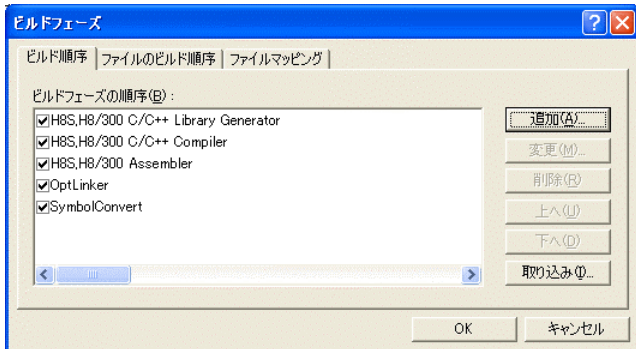 ビルドフェーズ
ビルド順序 ファイルのビルド順序 ファイルマッピング
ビルドフェーズの順序(B) :
H8S,H8/300 C/C++ Library Generator
H8S,H8/300 C/C++ Compiler
H8S,H8/300 Assembler
OptLinker
SymbolConvert
追加(A)...
変更(M)...
削除(R)
上へ(U)
下へ(D)
取り込み(I)...
OK キャンセル